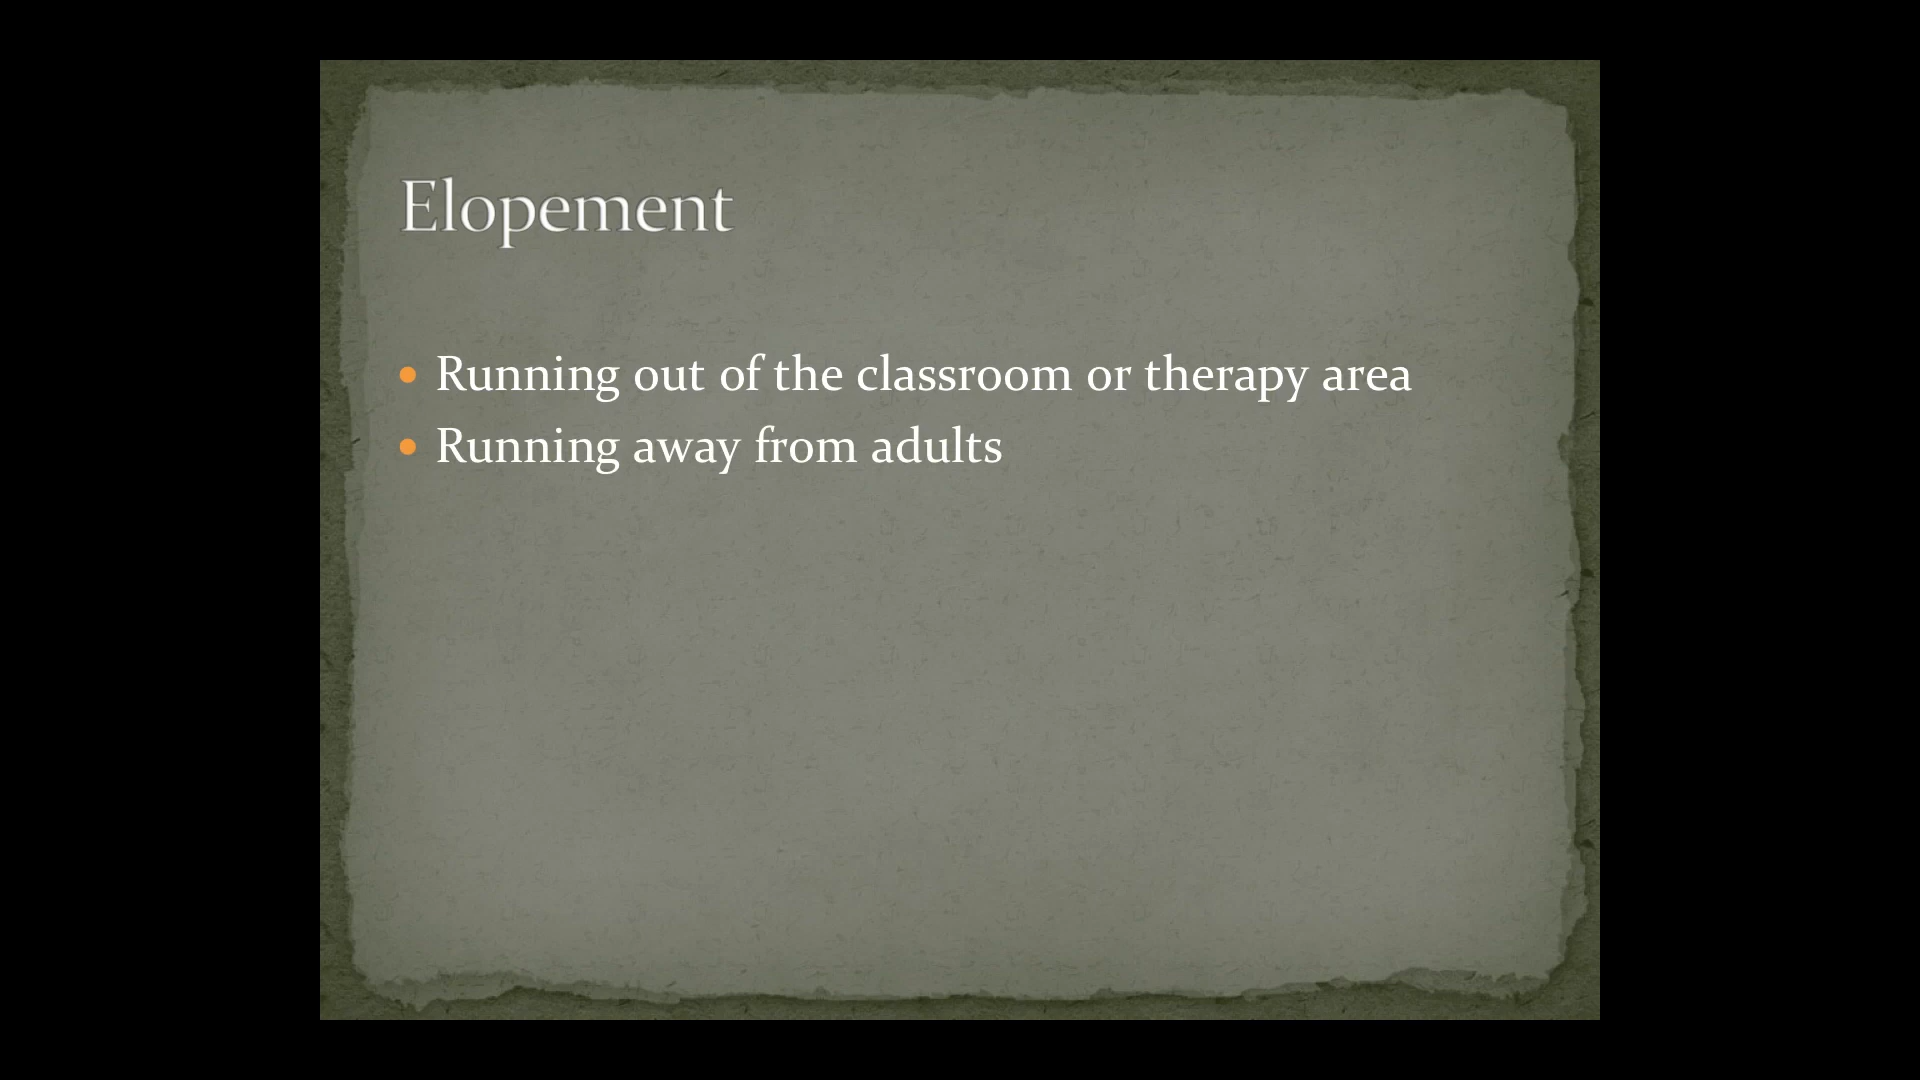 Elopement
• Running out of the classroom or therapy area
• Running away from adults